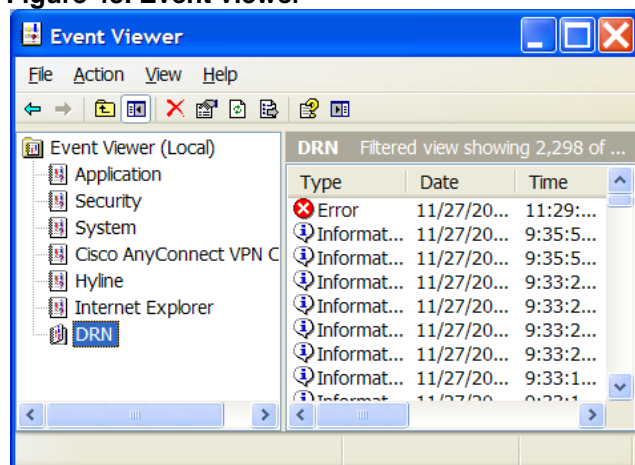 Event Viewer
File Action View Help
Event Viewer (Local)
Application
Security
System
Cisco AnyConnect VPN C
Hyline
Internet Explorer
DRN
DRN Filtered view showing 2,298 of ...
Type Date Time
Error 11/27/20... 11:29:...
Informat... 11/27/20... 9:35:5...
Informat... 11/27/20... 9:35:5...
Informat... 11/27/20... 9:33:2...
Informat... 11/27/20... 9:33:2...
Informat... 11/27/20... 9:33:2...
Informat... 11/27/20... 9:33:2...
Informat... 11/27/20... 9:33:1...